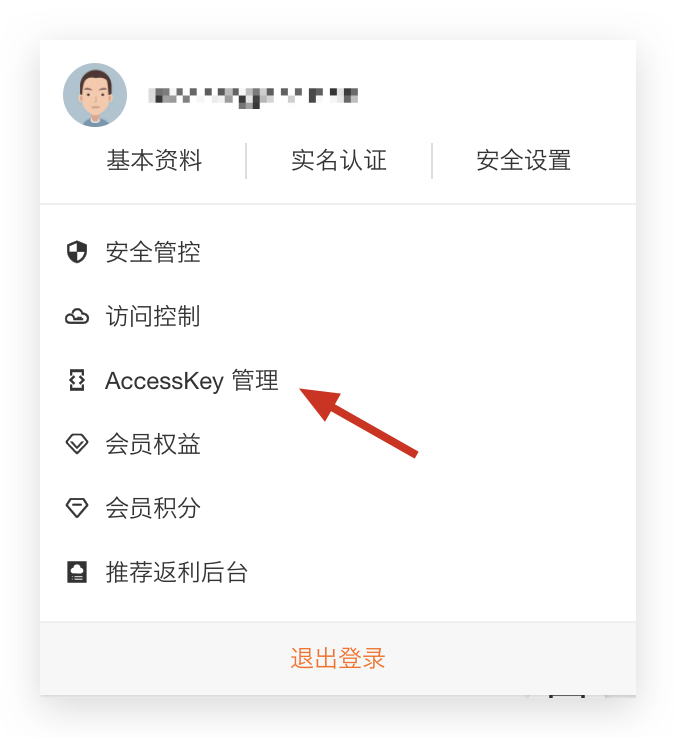 基本资料 实名认证 安全设置
安全管控
访问控制
AccessKey 管理
会员权益
会员积分
推荐返利后台
退出登录